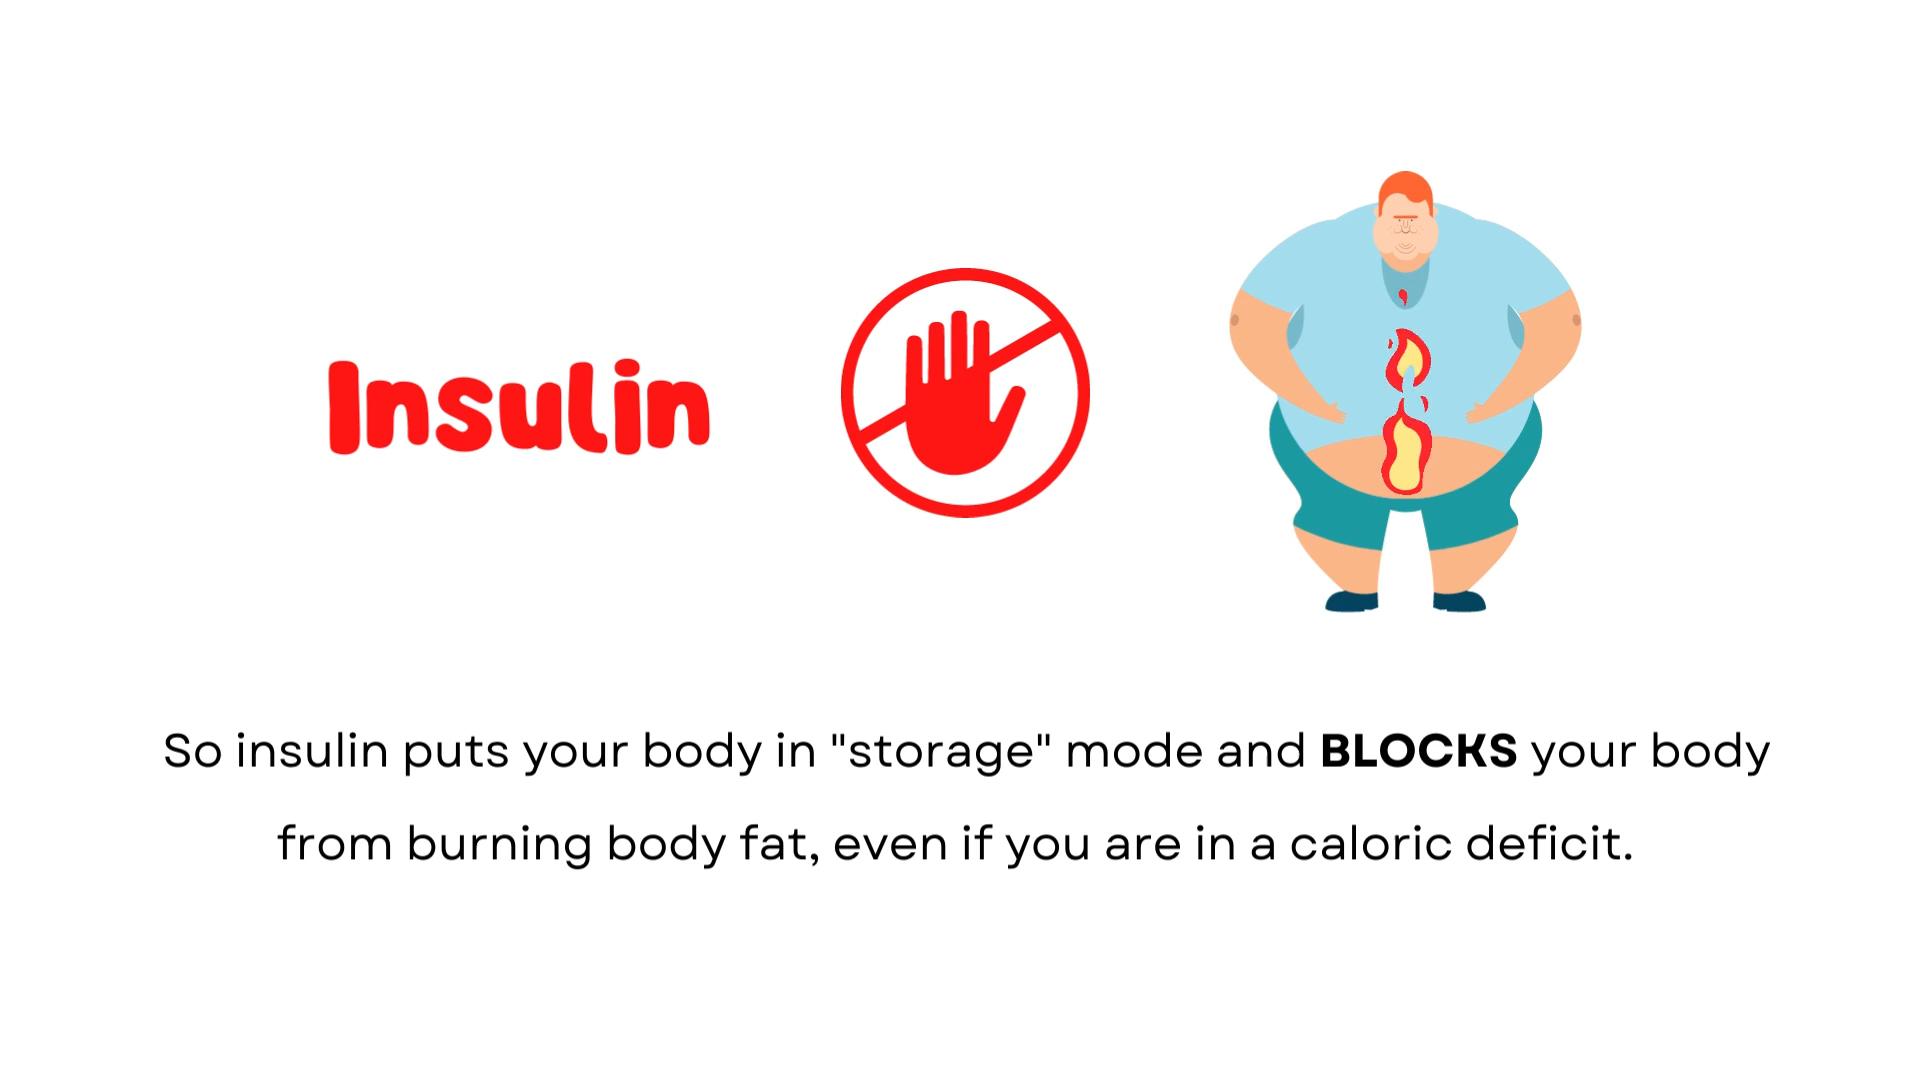 Insulin
So insulin puts your body in "storage" mode and BLOCKS your body
from burning body fat, even if you are in a caloric deficit.